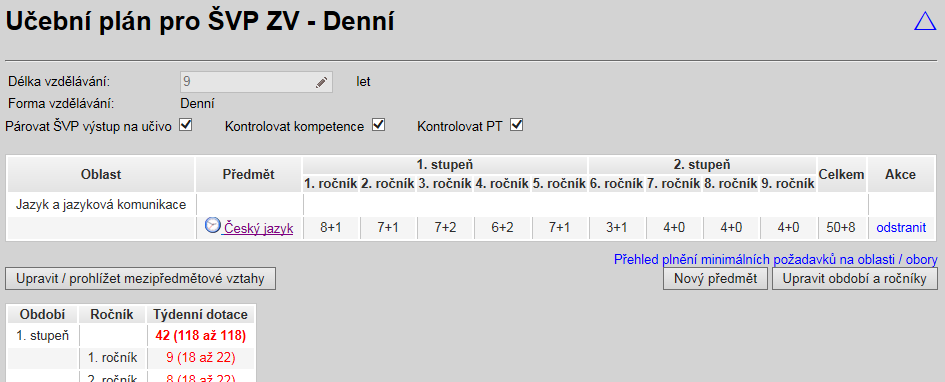 Učební plán pro ŠVP ZV - Denní
Délka vzdělávání: 9 let
Forma vzdělávání: Denní
Párovat ŠVP výstup na učivo Kontrolovat kompetence Kontrolovat PT
Oblast Předmět 1. stupeň 2. stupeň Celkem Akce
1. ročník 2. ročník 3. ročník 4. ročník 5. ročník 6. ročník 7. ročník 8. ročník 9. ročník
Jazyk a jazyková komunikace
Český jazyk 8+1 7+1 7+2 6+2 7+1 3+1 4+0 4+0 4+0 50+8 odstranit
Přehled plnění minimálních požadavků na oblasti / obory
Upravit / prohlížet mezipředmětové vztahy Nový předmět Upravit období a ročníky
Období Ročník Týdenní dotace
1. stupeň 42 (118 až 118)
1. ročník 9 (18 až 22)
2. ročník 8 (18 až 22)